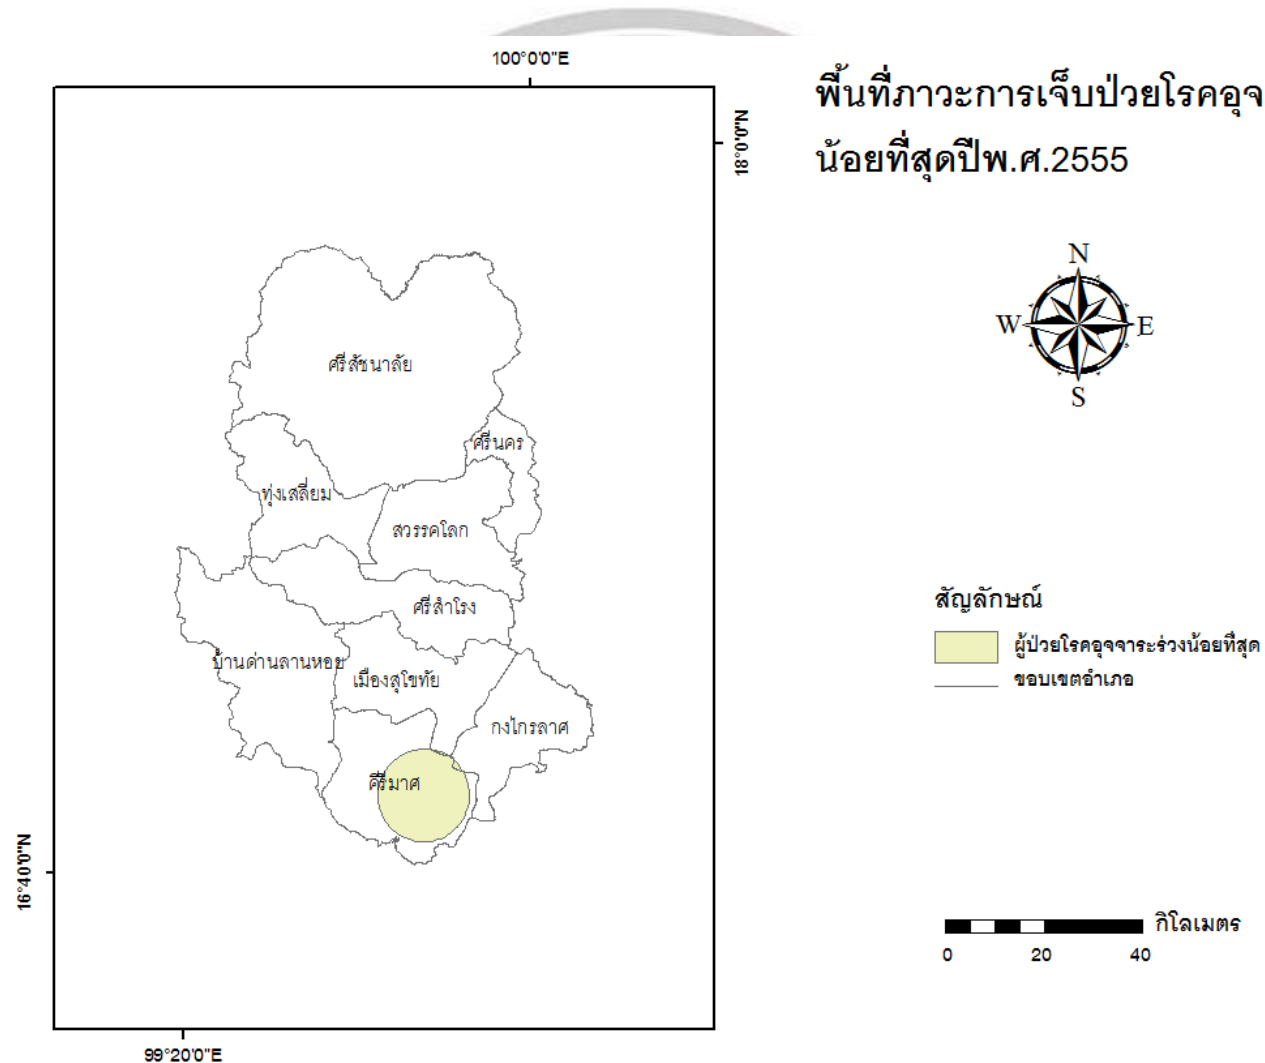 100°0'0"E
พื้นที่ภาวะการเจ็บป่วยโรคอุจ
น้อยที่สุดปีพ.ศ.2555
18°0'0"N
N
W
E
S
ศรีสัชนาลัย
ศรีนคร
ทุ่งเสลี่ยม
สวรรคโลก
ศรีสำโรง
บ้านด่านลานหอย
เมืองสุโขทัย
กงไกรลาศ
คีรีมาศ
สัญลักษณ์
ผู้ป่วยโรคอุจจาระร่วงน้อยที่สุด
ขอบเขตอำเภอ
16°40'0"N
กิโลเมตร
0 20 40
99°20'0"E